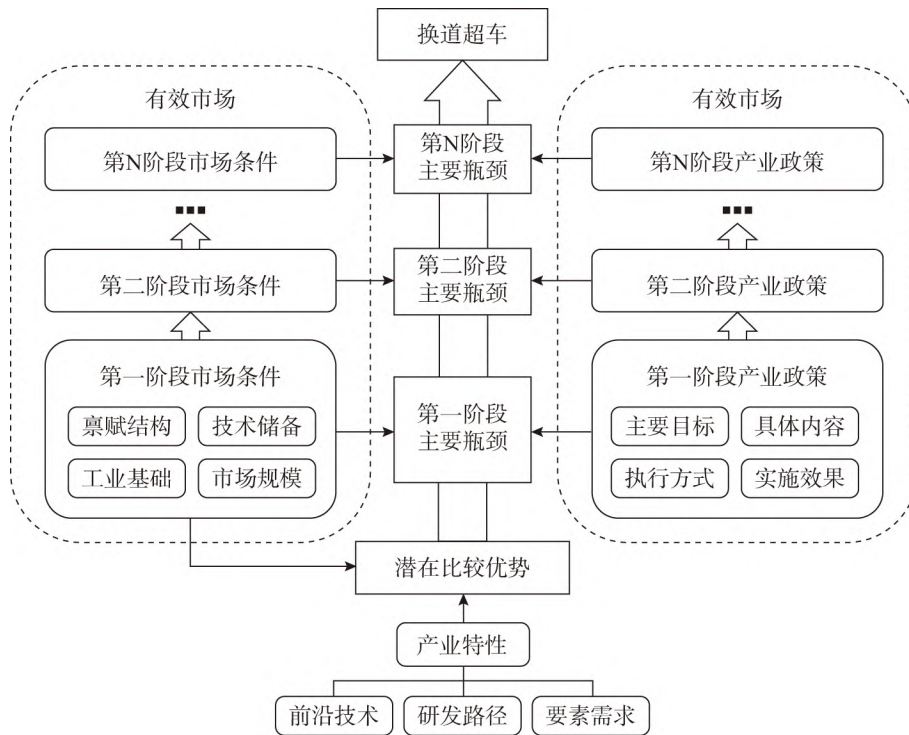 换道超车
有效市场
有效市场
第N阶段市场条件
第N阶段
主要瓶颈
第N阶段产业政策
第二阶段市场条件
第二阶段
主要瓶颈
第二阶段产业政策
第一阶段市场条件
禀赋结构
技术储备
工业基础
市场规模
第一阶段
主要瓶颈
第一阶段产业政策
主要目标
具体内容
执行方式
实施效果
潜在比较优势
产业特性
前沿技术
研发路径
要素需求